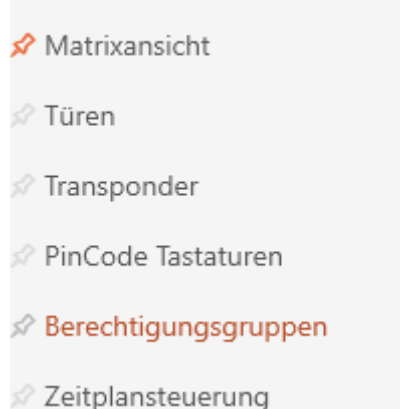 Matrixansicht
Türen
Transponder
PinCode Tastaturen
Berechtigungsgruppen
Zeitplansteuerung